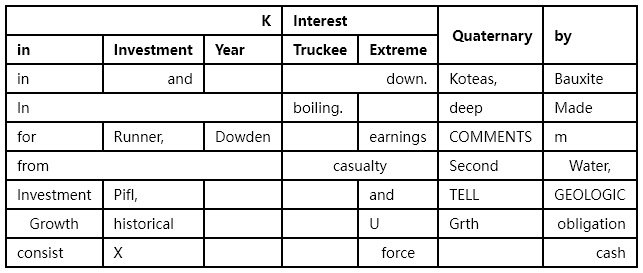 K Interest Quaternary by
in Investment Year Truckee Extreme
in and down. Koteas, Bauxite
In boiling. deep Made
for Runner, Dowden earnings COMMENTS m
from casualty Second Water,
Investment Pifl, and TELL GEOLOGIC
Growth historical U Grth obligation
consist X force cash